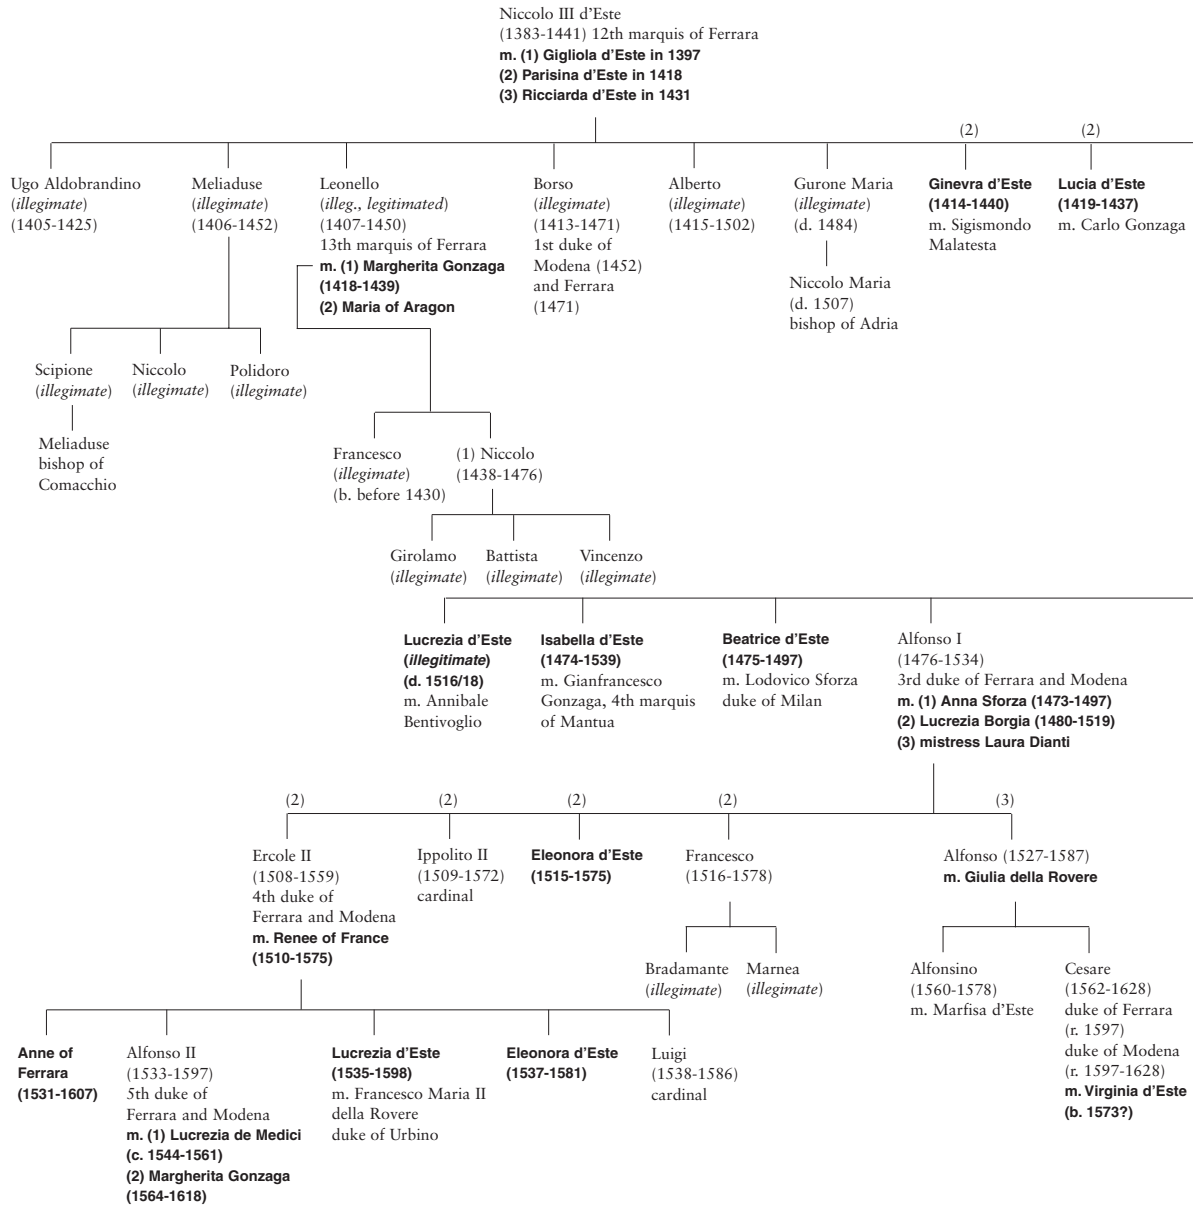 Niccolo III d'Este
(1383-1441) 12th marquis of Ferrara
m. (1) Gigliola d'Este in 1397
(2) Parisina d'Este in 1418
(3) Ricciarda d'Este in 1431
(2)
(2)
Ugo Aldobrandino
(illegimate)
(1405-1425)
Meliaduse
(illegimate)
(1406-1452)
Leonello
(illeg., legitimated)
(1407-1450)
13th marquis of Ferrara
m. (1) Margherita Gonzaga
(1418-1439)
(2) Maria of Aragon
Borso
(illegimate)
(1413-1471)
1st duke of
Modena (1452)
and Ferrara
(1471)
Alberto
(illegimate)
(1415-1502)
Gurone Maria
(illegimate)
(d. 1484)
Ginevra d'Este
(1414-1440)
m. Sigismondo
Malatesta
Lucia d'Este
(1419-1437)
m. Carlo Gonzaga
Niccolo Maria
(d. 1507)
bishop of Adria
Scipione
(illegimate)
Niccolo
(illegimate)
Polidoro
(illegimate)
Meliaduse
bishop of
Comacchio
Francesco
(illegimate)
(b. before 1430)
(1) Niccolo
(1438-1476)
Girolamo
(illegimate)
Battista
(illegimate)
Vincenzo
(illegimate)
Lucrezia d'Este
(illegitimate)
(d. 1516/18)
m. Annibale
Bentivoglio
Isabella d'Este
(1474-1539)
m. Gianfrancesco
Gonzaga, 4th marquis
of Mantua
Beatrice d'Este
(1475-1497)
m. Lodovico Sforza
duke of Milan
Alfonso I
(1476-1534)
3rd duke of Ferrara and Modena
m. (1) Anna Sforza (1473-1497)
(2) Lucrezia Borgia (1480-1519)
(3) mistress Laura Dianti
(2)
(2)
(2)
(2)
(3)
Ercole II
(1508-1559)
4th duke of
Ferrara and Modena
m. Renee of France
(1510-1575)
Ippolito II
(1509-1572)
cardinal
Eleonora d'Este
(1515-1575)
Francesco
(1516-1578)
Alfonso (1527-1587)
m. Giulia della Rovere
Bradamante
(illegimate)
Marnea
(illegimate)
Alfonsino
(1560-1578)
m. Marfisa d'Este
Cesare
(1562-1628)
duke of Ferrara
(r. 1597)
duke of Modena
(r. 1597-1628)
m. Virginia d'Este
(b. 1573?)
Anne of
Ferrara
(1531-1607)
Alfonso II
(1533-1597)
5th duke of
Ferrara and Modena
m. (1) Lucrezia de Medici
(c. 1544-1561)
(2) Margherita Gonzaga
(1564-1618)
Lucrezia d'Este
(1535-1598)
m. Francesco Maria II
della Rovere
duke of Urbino
Eleonora d'Este
(1537-1581)
Luigi
(1538-1586)
cardinal